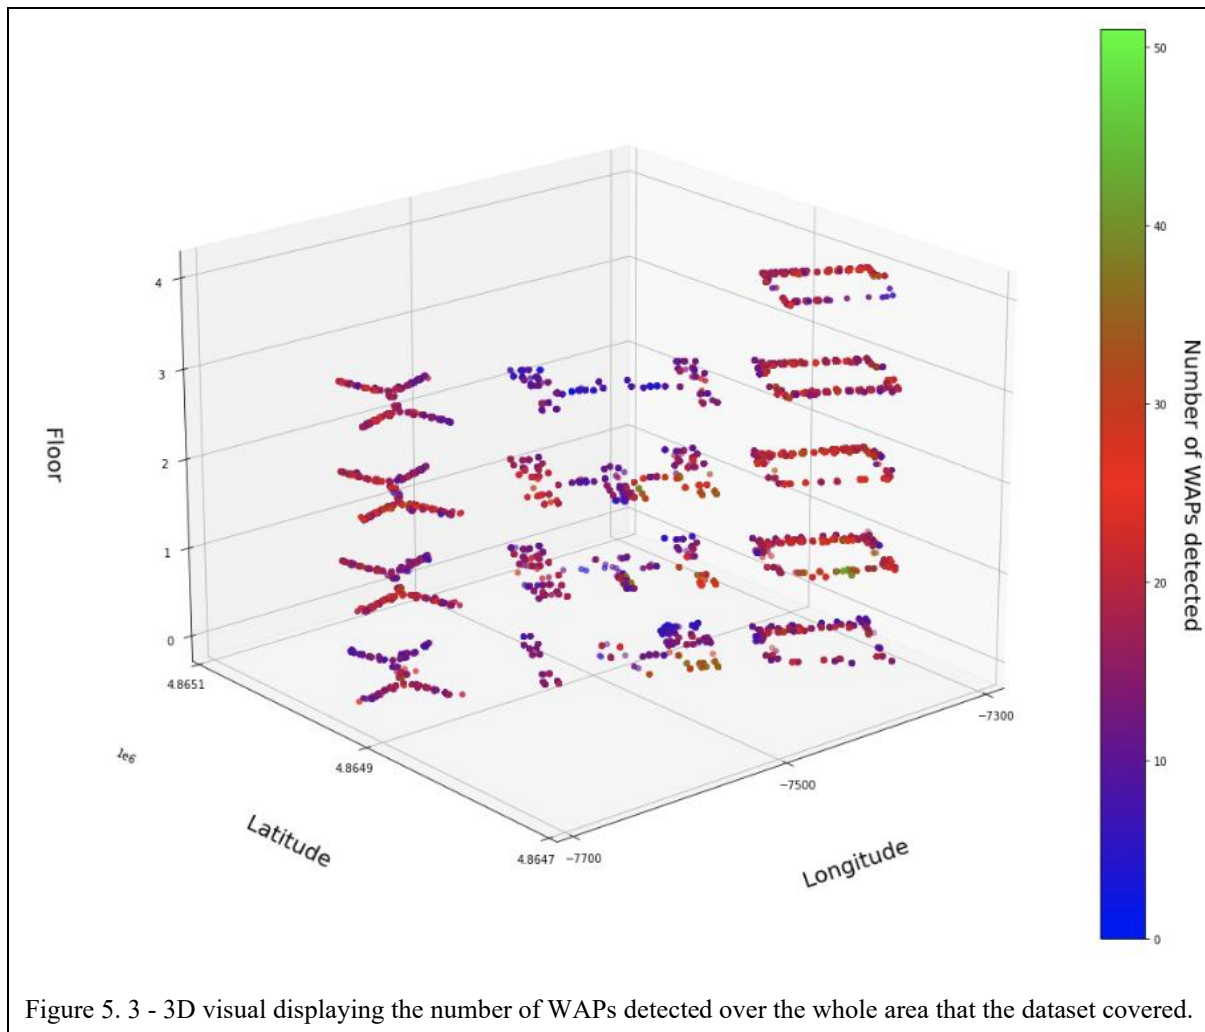 50
40
30
20
10
0
Number of WAPs detected
4
3
2
1
0
Floor
4.8651
4.8649
4.8647
1e6
Latitude
−7700
−7500
−7300
Longitude
Figure 5. 3 - 3D visual displaying the number of WAPs detected over the whole area that the dataset covered.